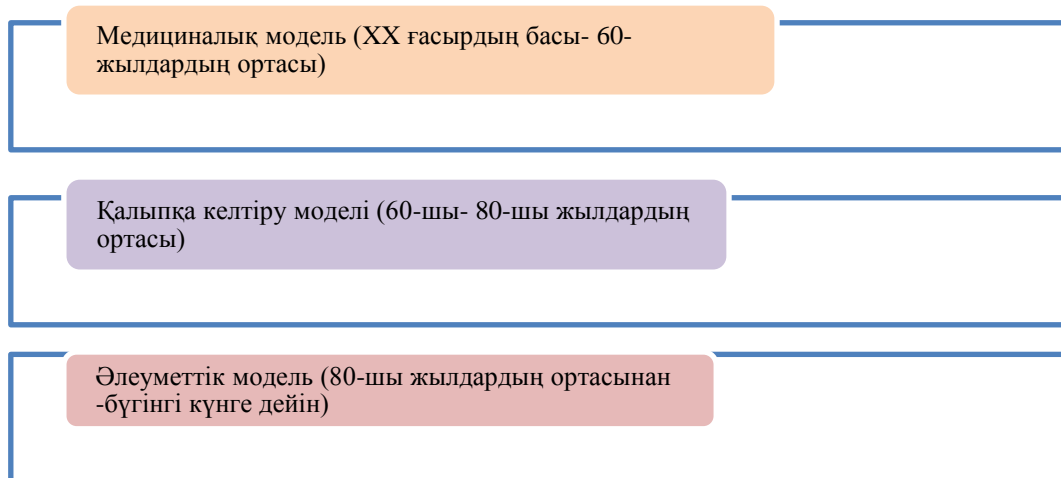 Медициналық модель (ХХ ғасырдың басы- 60-
жылдардың ортасы)
Қалыпқа келтіру моделі (60-шы- 80-шы жылдардың
ортасы)
Әлеуметтік модель (80-шы жылдардың ортасынан
-бүгінгі күнге дейін)